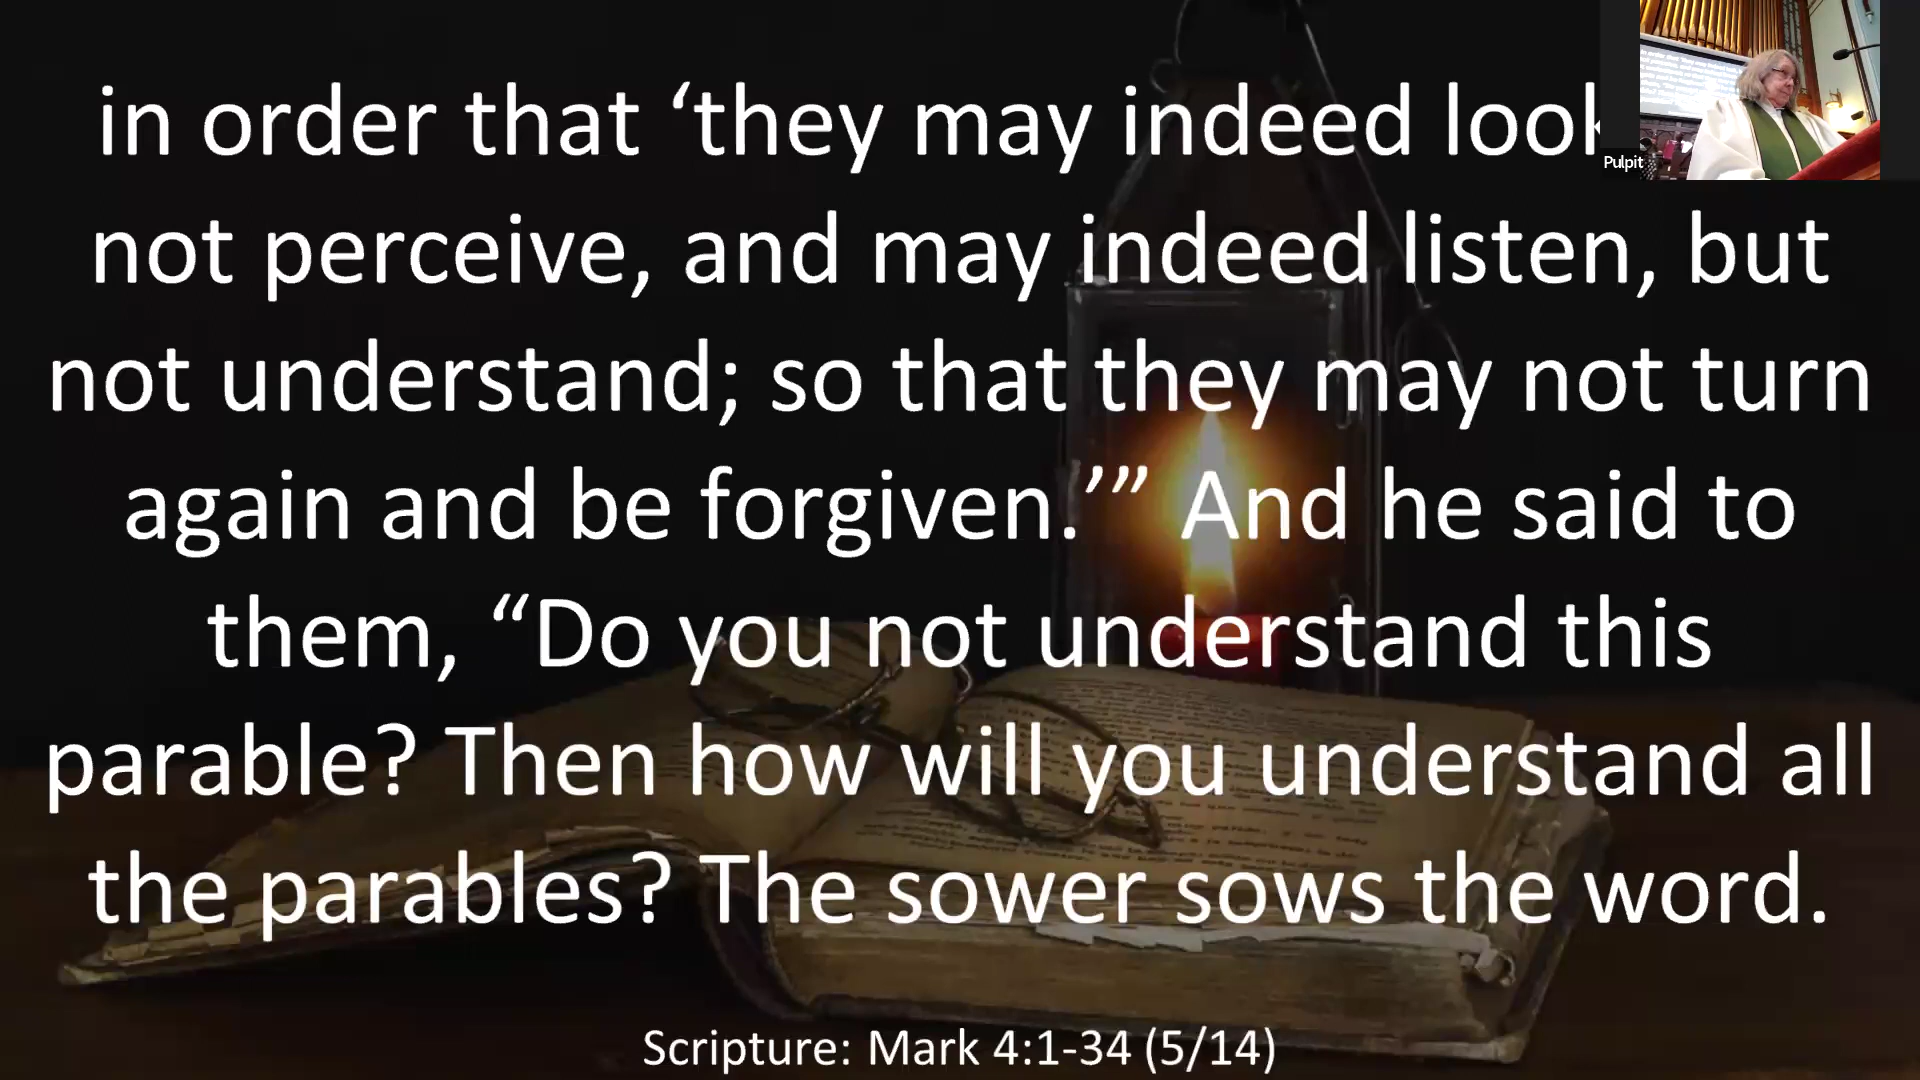 in order that ‘they may indeed look
not perceive, and may indeed listen, but
not understand; so that they may not turn
again and be forgiven.’” And he said to
them, “Do you not understand this
parable? Then how will you understand all
the parables? The sower sows the word.
Scripture: Mark 4:1-34 (5/14)
Pulpit